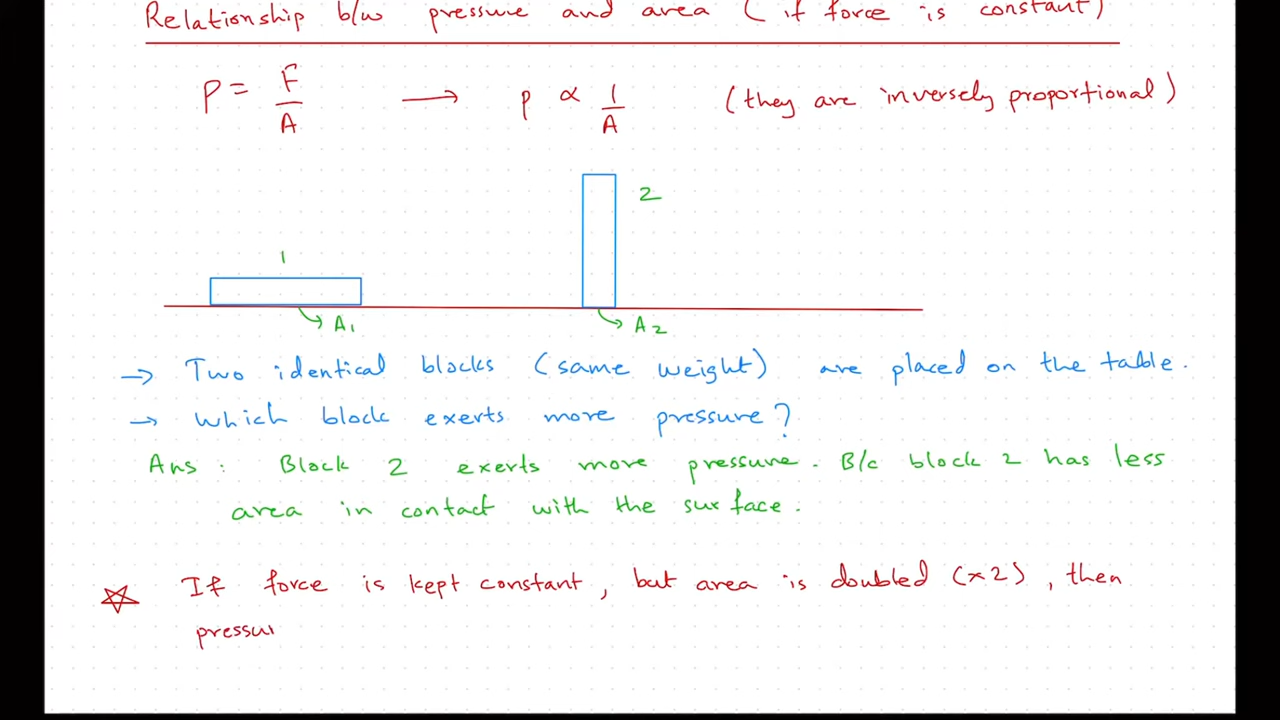 Relationship b/w pressure and area (if force is constant)
P = F/A → P ∝ 1/A (they are inversely proportional)
2
1
A1 A2
→ Two identical blocks (same weight) are placed on the table.
→ which block exerts more pressure?
Ans : Block 2 exerts more pressure. B/c block 2 has less
area in contact with the surface.
If force is kept constant, but area is doubled (x2), then
pressu